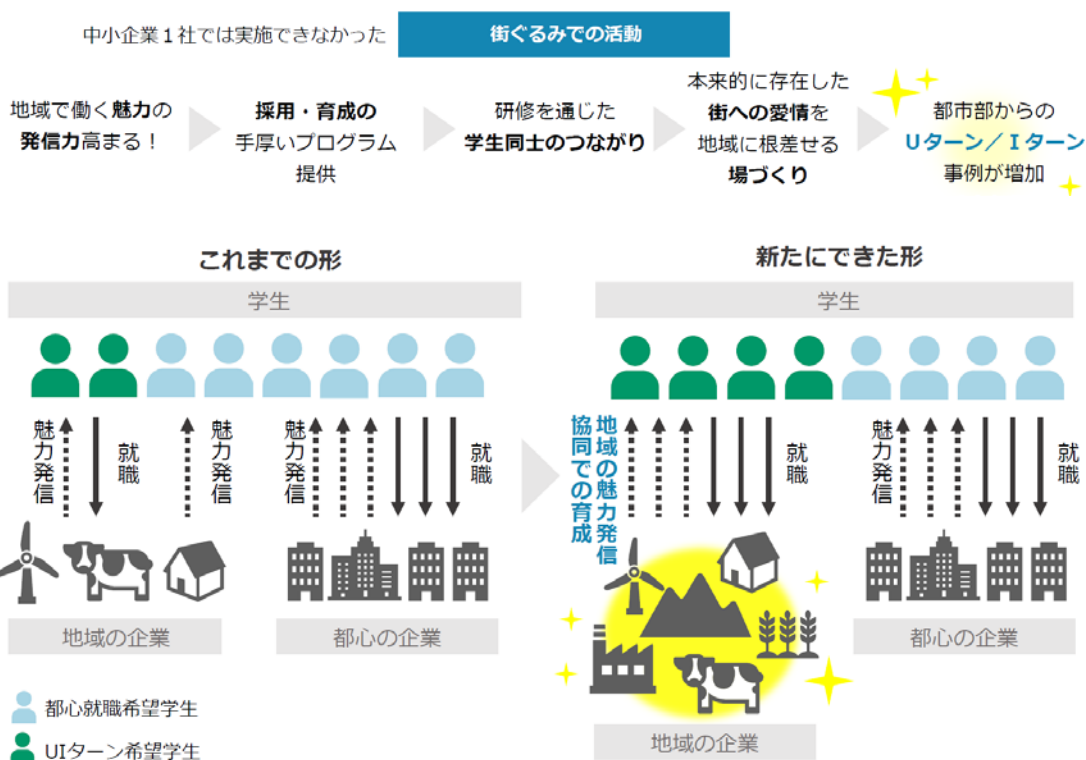 中小企業1社では実施できなかった
街ぐるみでの活動
地域で働く魅力の
発信力高まる！
採用・育成の
手厚いプログラム
提供
研修を通じた
学生同士のつながり
本来的に存在した
街への愛情を
地域に根差せる
場づくり
都市部からの
Uターン／Iターン
事例が増加
これまでの形
学生
魅力発信
就職
魅力発信
魅力発信
就職
地域の企業
都心の企業
新たにできた形
学生
地域の魅力発信
協同での育成
就職
魅力発信
就職
地域の企業
都心の企業
都心就職希望学生
UIターン希望学生